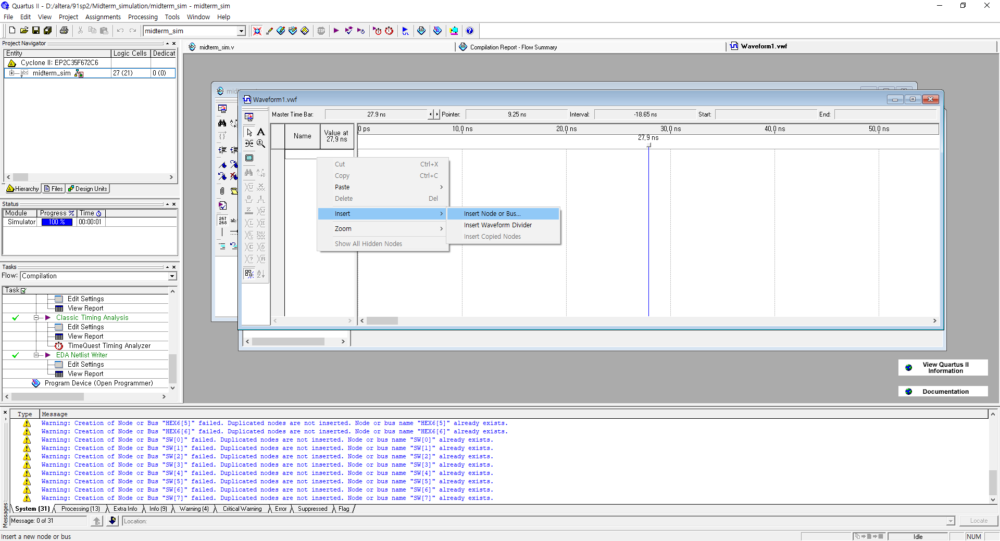 Quartus II - D:/altera/91sp2/Midterm_simulation/midterm_sim - midterm_sim
File Edit View Project Assignments Processing Tools Window Help
midterm_sim
Project Navigator
Entity Logic Cells Dedicat
Cyclone II: EP2C35F672C6
midterm_sim 27 (21) 0 (0)
Hierarchy Files Design Units
Status
Module Progress % Time
Simulator 100 % 00:00:01
Tasks
Flow: Compilation
Task
Edit Settings
View Report
Classic Timing Analysis
Edit Settings
View Report
TimeQuest Timing Analyzer
EDA Netlist Writer
Edit Settings
View Report
Program Device (Open Programmer)
midterm_sim.v
Compilation Report - Flow Summary
Waveform1.vwf
Waveform1.vwf
Master Time Bar: 27.9 ns Pointer: 9.25 ns Interval: -18.65 ns Start: End:
Name
Value at
27.9 ns
0 ps 10.0 ns 20.0 ns 30.0 ns 40.0 ns 50.0 ns
27.9 ns
Cut Ctrl+X
Copy Ctrl+C
Paste
Delete Del
Insert
Zoom
Show All Hidden Nodes
Insert Node or Bus...
Insert Waveform Divider
Insert Copied Nodes
View Quartus II
Information
Documentation
Type Message
Warning: Creation of Node or Bus "HEX6[5]" failed. Duplicated nodes are not inserted. Node or bus name "HEX6[5]" already exists.
Warning: Creation of Node or Bus "HEX6[6]" failed. Duplicated nodes are not inserted. Node or bus name "HEX6[6]" already exists.
Warning: Creation of Node or Bus "SW[0]" failed. Duplicated nodes are not inserted. Node or bus name "SW[0]" already exists.
Warning: Creation of Node or Bus "SW[1]" failed. Duplicated nodes are not inserted. Node or bus name "SW[1]" already exists.
Warning: Creation of Node or Bus "SW[2]" failed. Duplicated nodes are not inserted. Node or bus name "SW[2]" already exists.
Warning: Creation of Node or Bus "SW[3]" failed. Duplicated nodes are not inserted. Node or bus name "SW[3]" already exists.
Warning: Creation of Node or Bus "SW[4]" failed. Duplicated nodes are not inserted. Node or bus name "SW[4]" already exists.
Warning: Creation of Node or Bus "SW[5]" failed. Duplicated nodes are not inserted. Node or bus name "SW[5]" already exists.
Warning: Creation of Node or Bus "SW[6]" failed. Duplicated nodes are not inserted. Node or bus name "SW[6]" already exists.
Warning: Creation of Node or Bus "SW[7]" failed. Duplicated nodes are not inserted. Node or bus name "SW[7]" already exists.
System (31) Processing (13) Extra Info Info (9) Warning (4) Critical Warning Error Suppressed Flag
Messages
Message: 0 of 31 Location: Locate
Insert a new node or bus Idle NUM